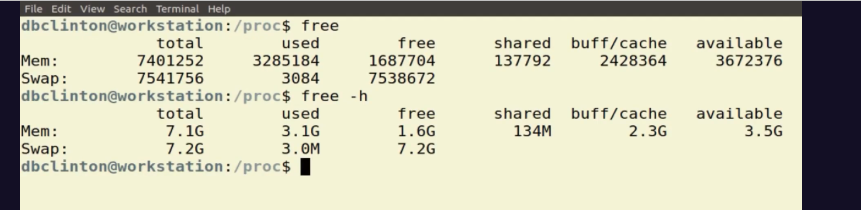 File Edit View Search Terminal Help
dbclinton@workstation:/proc$ free
              total        used        free      shared  buff/cache   available
Mem:        7401252     3285184     1687704      137792     2428364     3672376
Swap:       7541756        3084     7538672
dbclinton@workstation:/proc$ free -h
              total        used        free      shared  buff/cache   available
Mem:           7.1G        3.1G        1.6G        134M        2.3G        3.5G
Swap:          7.2G        3.0M        7.2G
dbclinton@workstation:/proc$